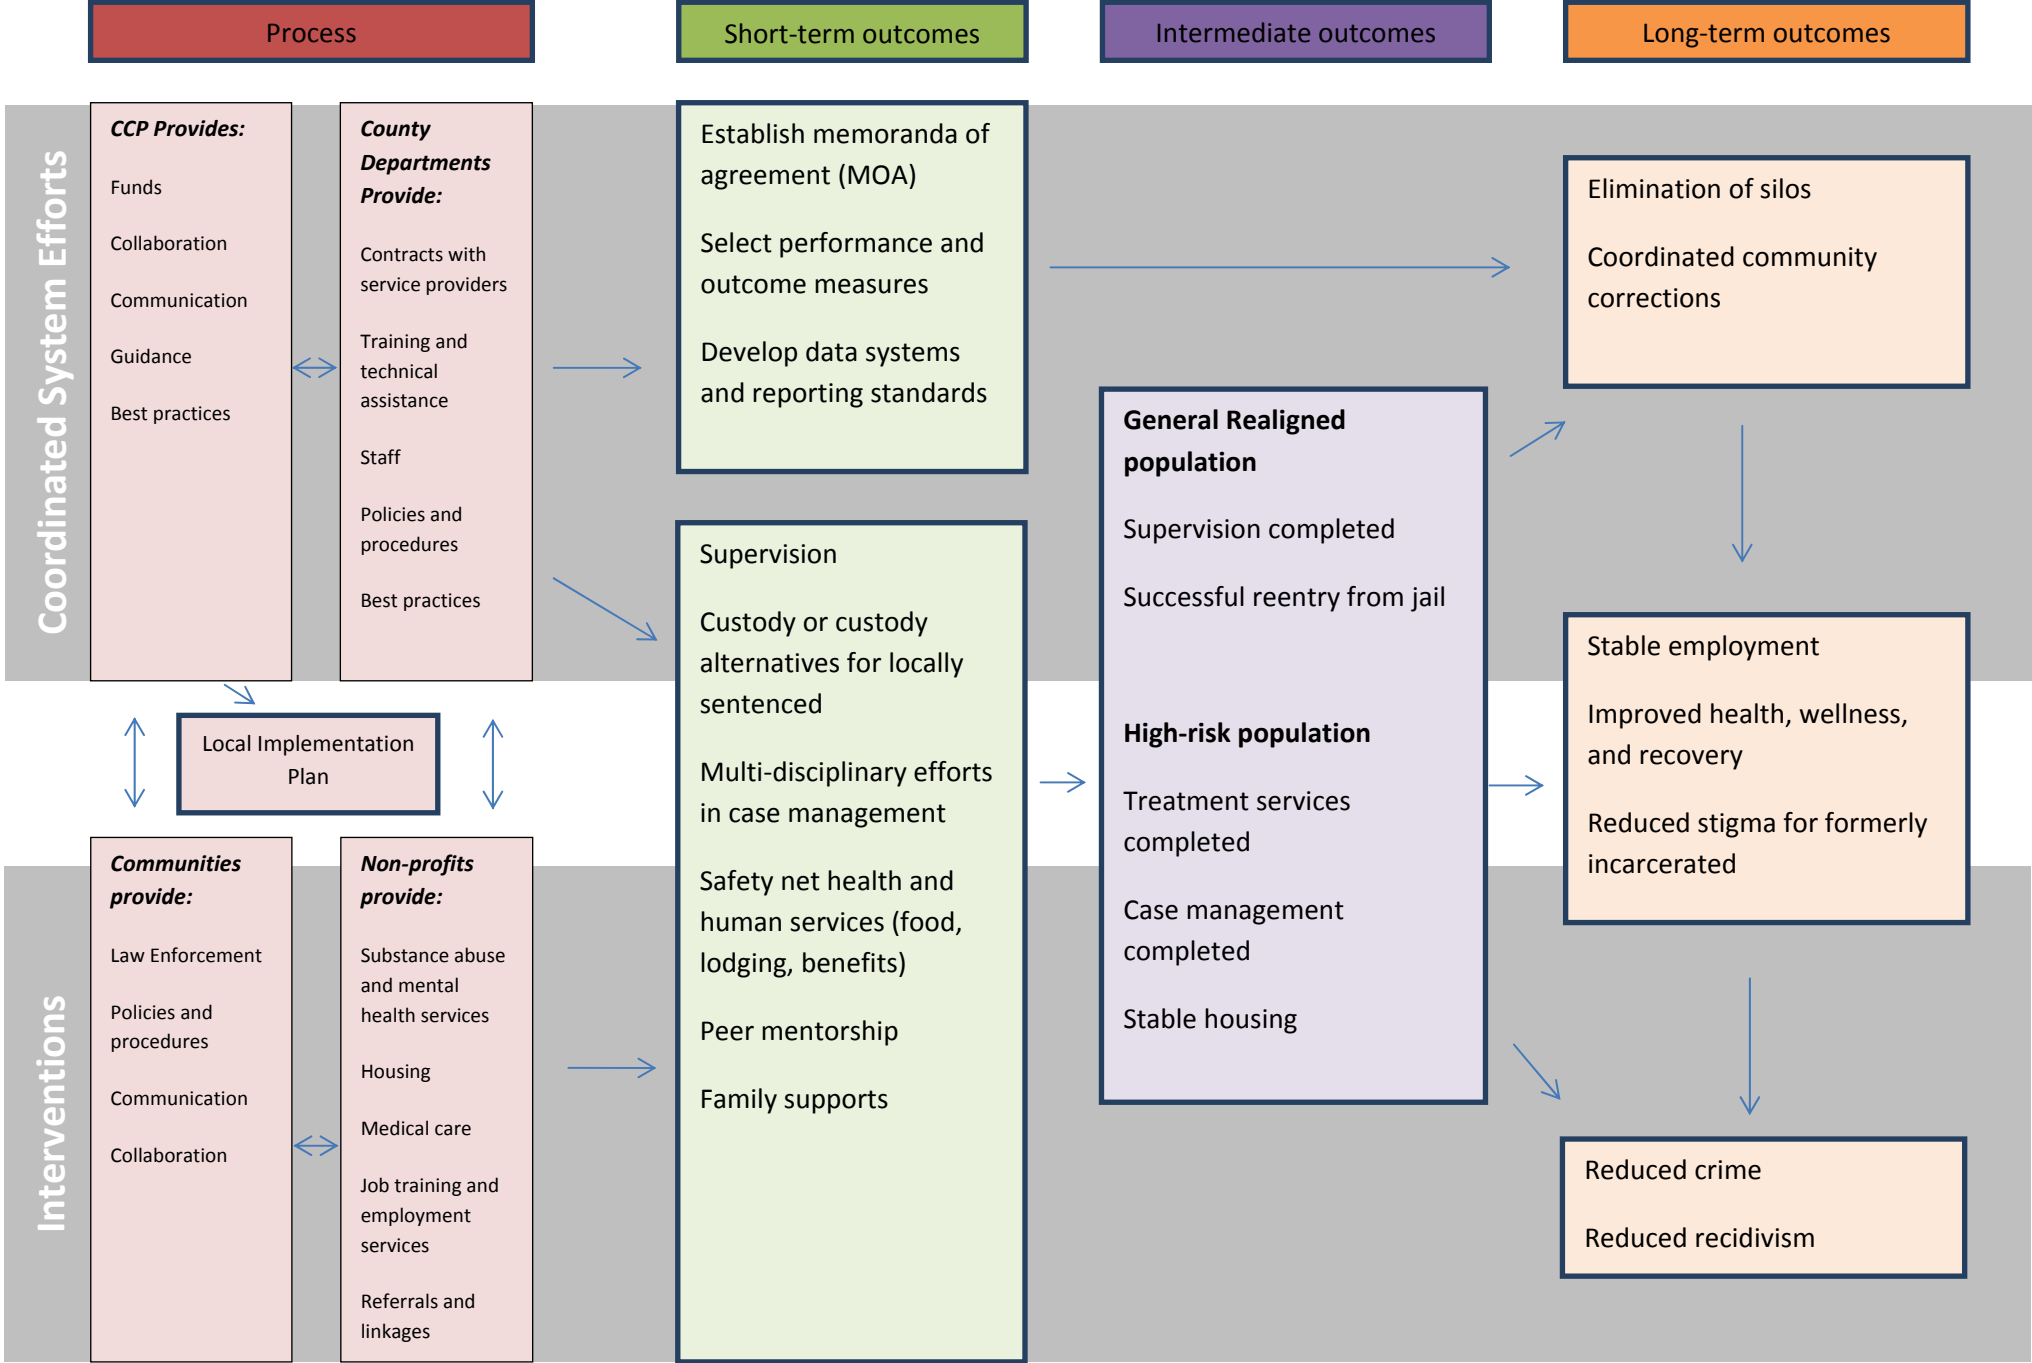 Process
Short-term outcomes
Intermediate outcomes
Long-term outcomes
Coordinated System Efforts
CCP Provides:
Funds
Collaboration
Communication
Guidance
Best practices
County
Departments
Provide:
Contracts with
service providers
Training and
technical
assistance
Staff
Policies and
procedures
Best practices
Local Implementation
Plan
Interventions
Communities
provide:
Law Enforcement
Policies and
procedures
Communication
Collaboration
Non-profits
provide:
Substance abuse
and mental
health services
Housing
Medical care
Job training and
employment
services
Referrals and
linkages
Establish memoranda of
agreement (MOA)
Select performance and
outcome measures
Develop data systems
and reporting standards
Supervision
Custody or custody
alternatives for locally
sentenced
Multi-disciplinary efforts
in case management
Safety net health and
human services (food,
lodging, benefits)
Peer mentorship
Family supports
General Realigned
population
Supervision completed
Successful reentry from jail
High-risk population
Treatment services
completed
Case management
completed
Stable housing
Elimination of silos
Coordinated community
corrections
Stable employment
Improved health, wellness,
and recovery
Reduced stigma for formerly
incarcerated
Reduced crime
Reduced recidivism